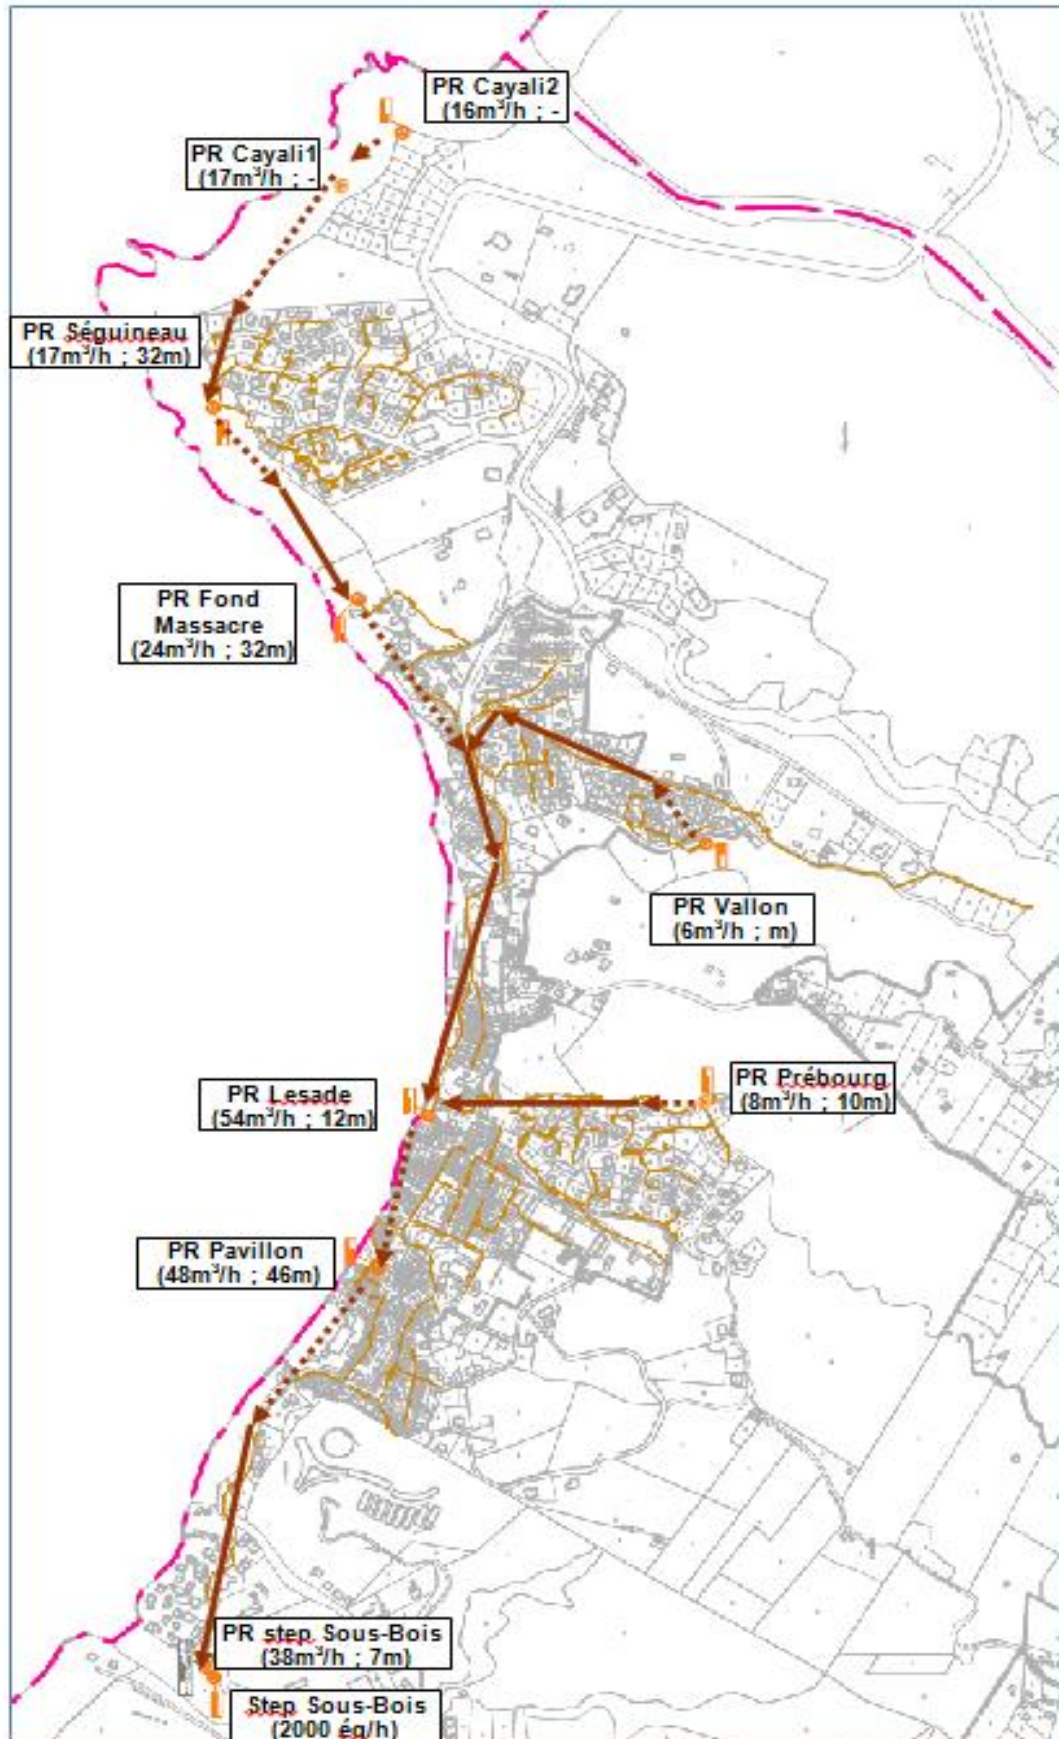 PR Cayali2
(16m³/h ; -
PR Cayali1
(17m³/h ; -
PR Séguineau
(17m³/h ; 32m)
PR Fond
Massacre
(24m³/h ; 32m)
PR Vallon
(6m³/h ; m)
PR Lesade
(54m³/h ; 12m)
PR Prébourg
(8m³/h ; 10m)
PR Pavillon
(48m³/h ; 46m)
PR step Sous-Bois
(38m³/h ; 7m)
Step Sous-Bois
(2000 éq/h)